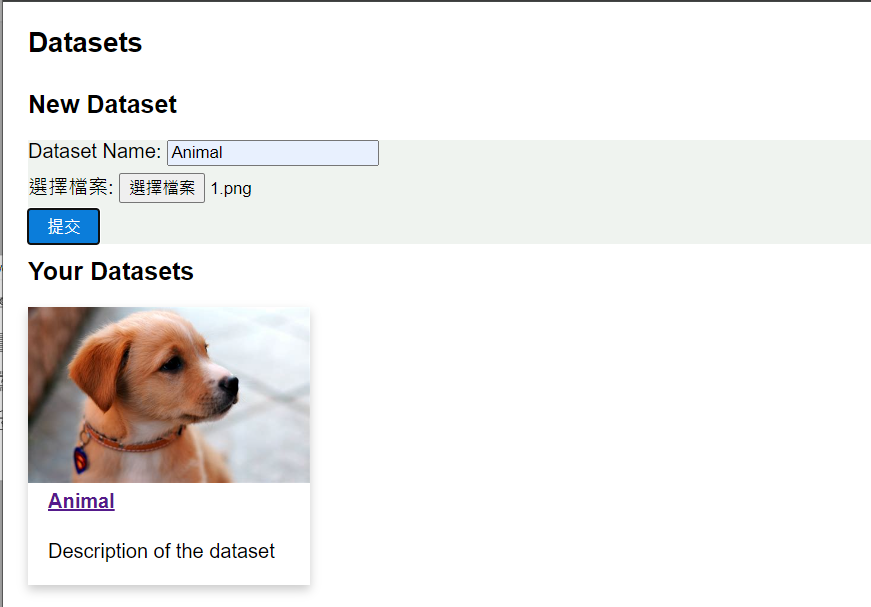 Datasets
New Dataset
Dataset Name: Animal
選擇檔案: 選擇檔案 1.png
提交
Your Datasets
Animal
Description of the dataset